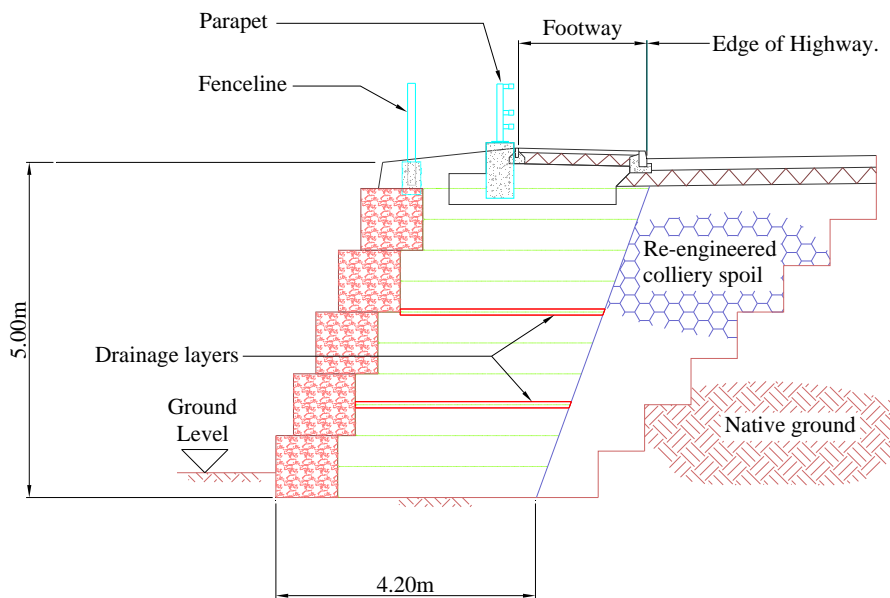 Parapet
Footway
Edge of Highway.
Fenceline
Re-engineered
colliery spoil
5.00m
Drainage layers
Ground
Level
Native ground
4.20m